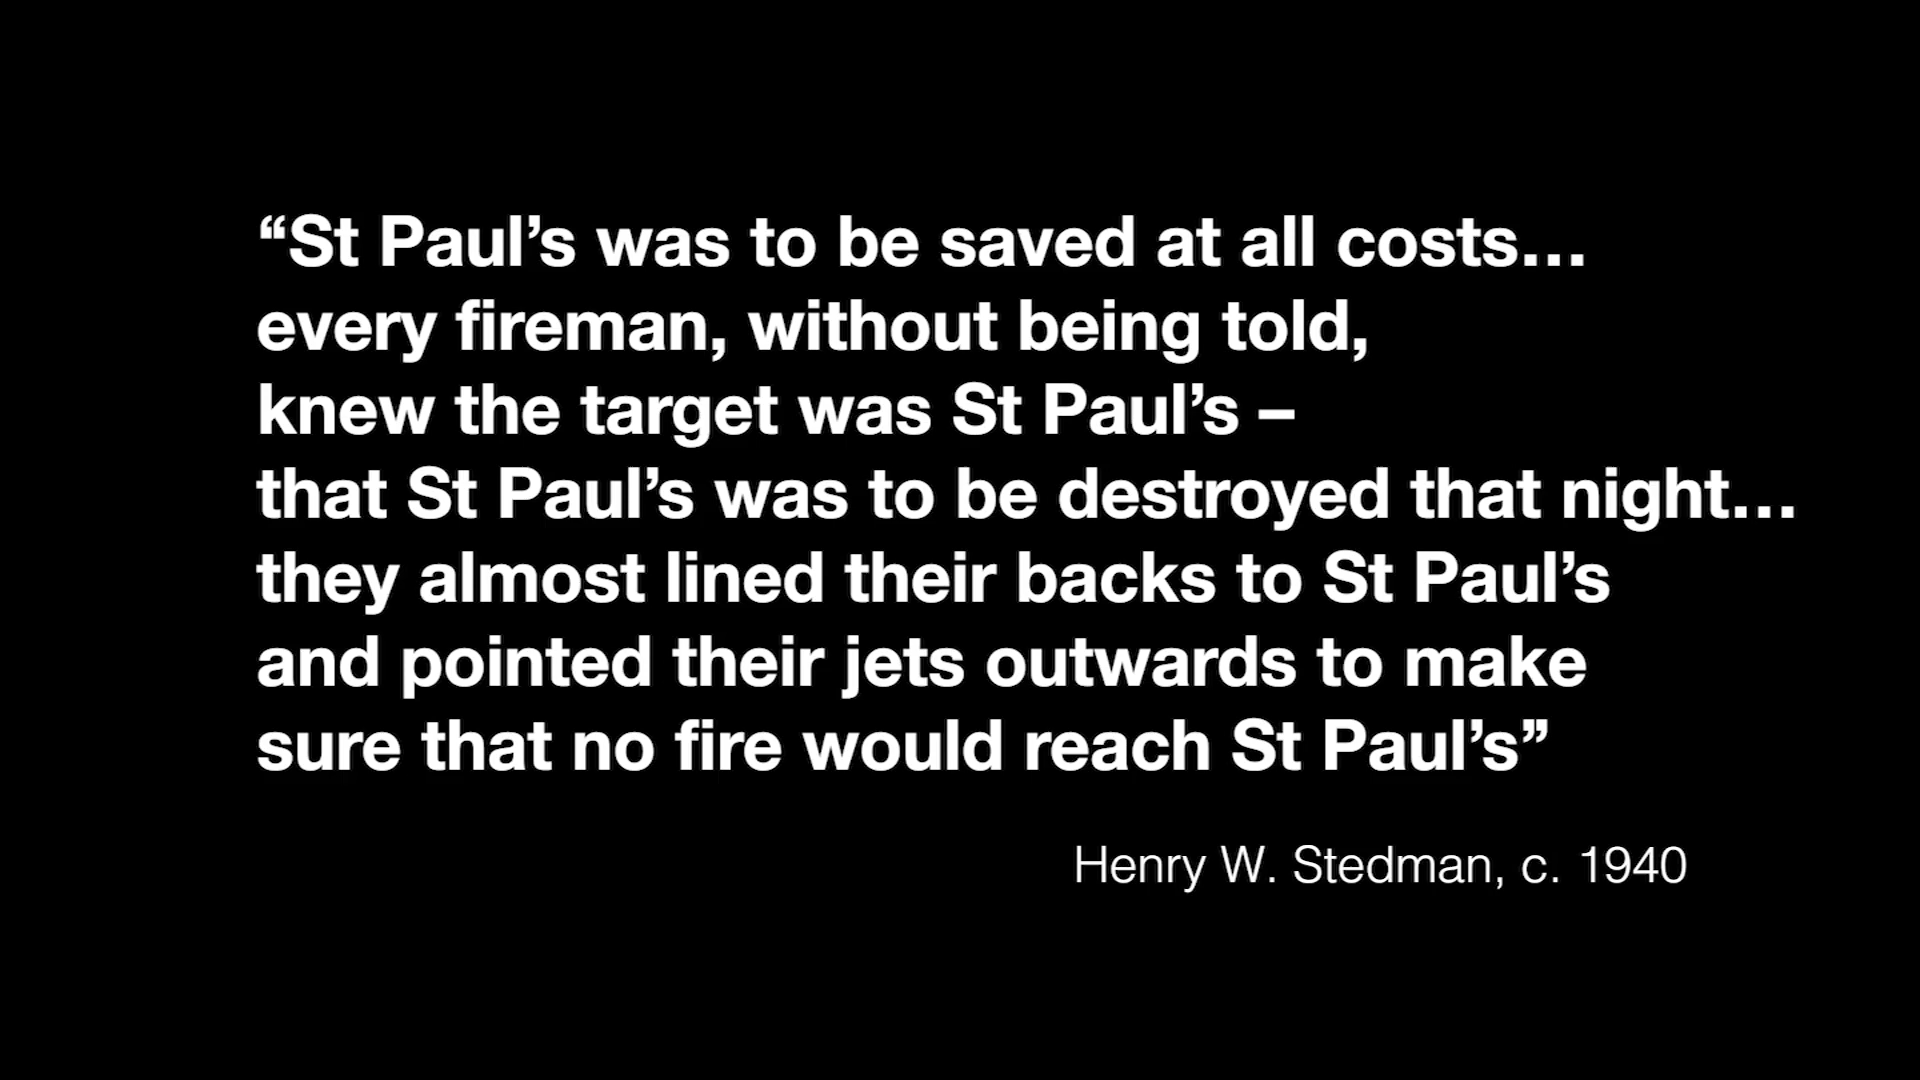 “St Paul’s was to be saved at all costs…
every fireman, without being told,
knew the target was St Paul’s –
that St Paul’s was to be destroyed that night…
they almost lined their backs to St Paul’s
and pointed their jets outwards to make
sure that no fire would reach St Paul’s”
Henry W. Stedman, c. 1940